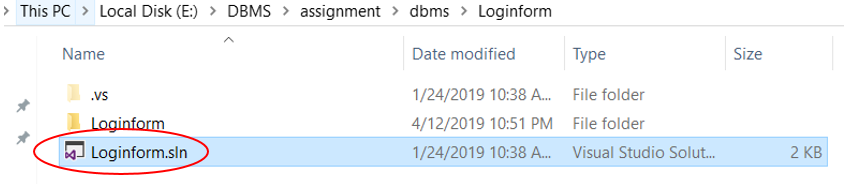 This PC > Local Disk (E:) > DBMS > assignment > dbms > Loginform
Name Date modified Type Size
.vs 1/24/2019 10:38 A... File folder
Loginform 4/12/2019 10:51 PM File folder
Loginform.sln 1/24/2019 10:38 A... Visual Studio Solut... 2 KB